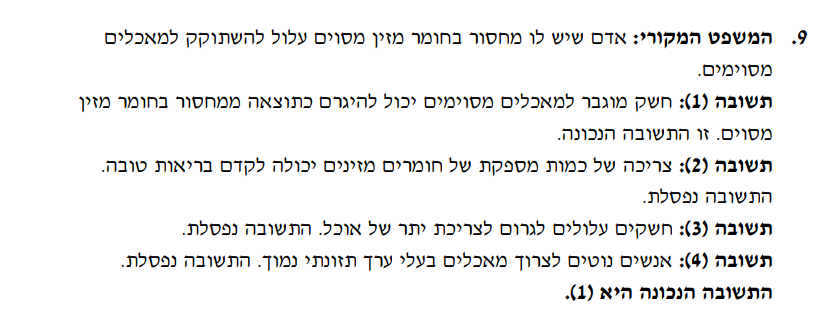 9. המשפט המקורי: אדם שיש לו מחסור בחומר מזין מסוים עלול להשתוקק למאכלים
מסוימים.
תשובה (1): חשק מוגבר למאכלים מסוימים יכול להיגרם כתוצאה ממחסור בחומר מזין
מסוים. זו התשובה הנכונה.
תשובה (2): צריכה של כמות מספקת של חומרים מזינים יכולה לקדם בריאות טובה.
התשובה נפסלת.
תשובה (3): חשקים עלולים לגרום לצריכת יתר של אוכל. התשובה נפסלת.
תשובה (4): אנשים נוטים לצרוך מאכלים בעלי ערך תזונתי נמוך. התשובה נפסלת.
התשובה הנכונה היא (1).